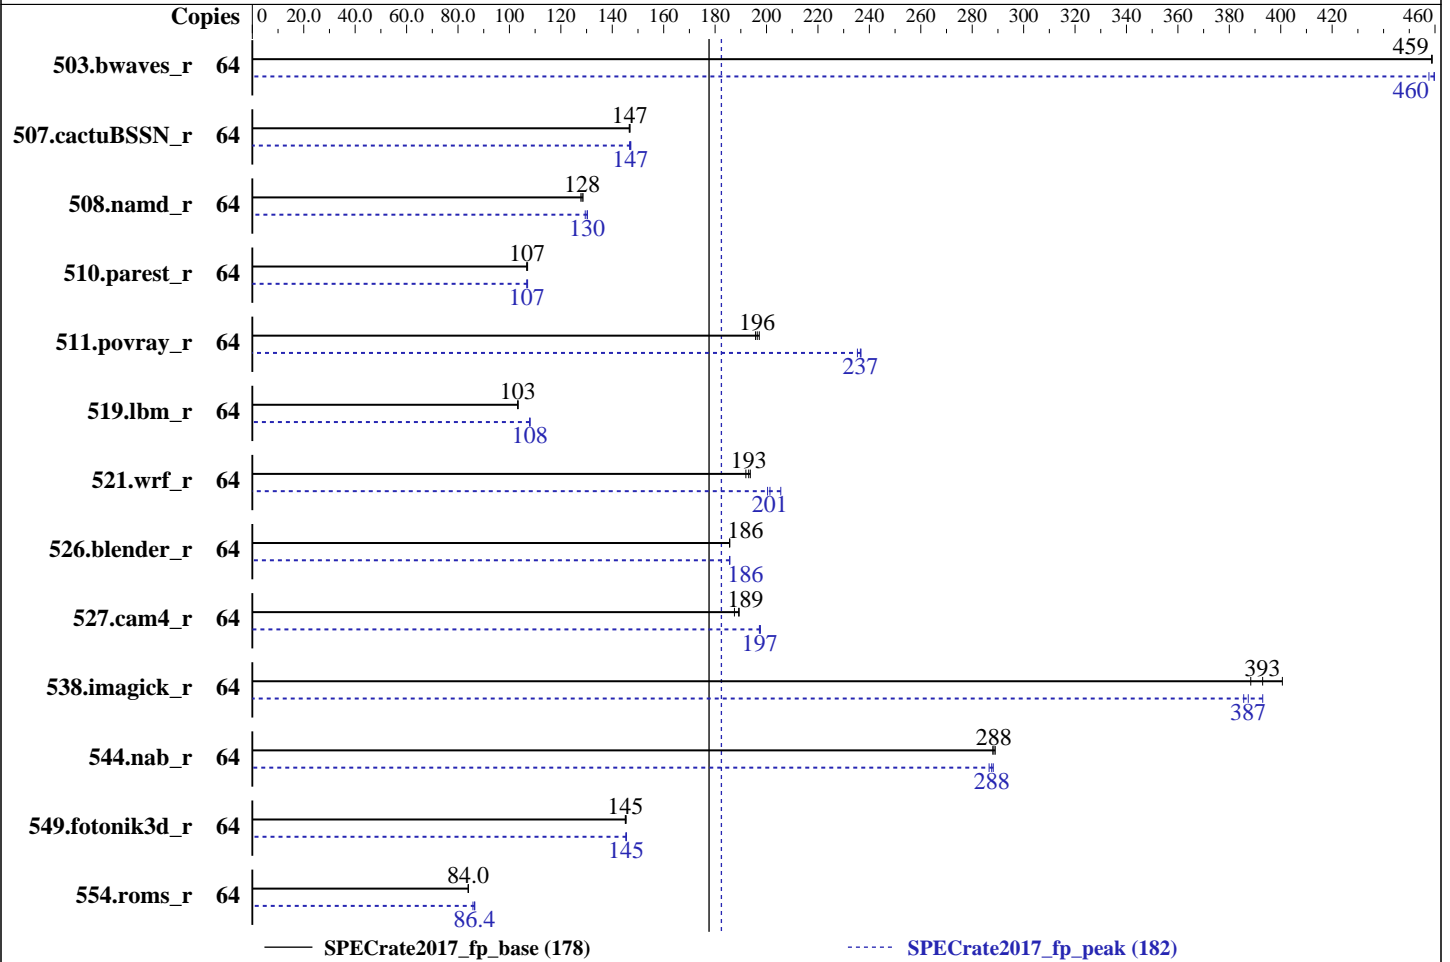 Copies 0 20.0 40.0 60.0 80.0 100 120 140 160 180 200 220 240 260 280 300 320 340 360 380 400 420 460
459
503.bwaves_r 64
460
147
507.cactuBSSN_r 64
147
128
508.namd_r 64
130
107
510.parest_r 64
107
196
511.povray_r 64
237
103
519.lbm_r 64
108
193
521.wrf_r 64
201
186
526.blender_r 64
186
189
527.cam4_r 64
197
393
538.imagick_r 64
387
288
544.nab_r 64
288
145
549.fotonik3d_r 64
145
84.0
554.roms_r 64
86.4
SPECrate2017_fp_base (178) SPECrate2017_fp_peak (182)